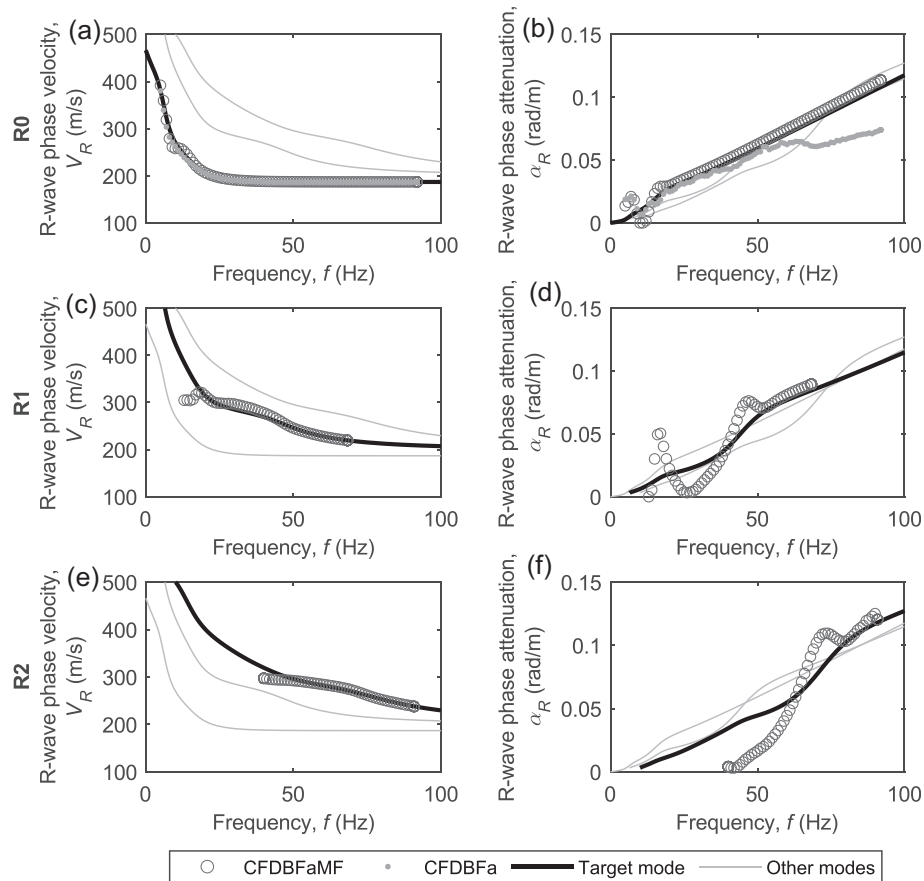 (a)
R0
R-wave phase velocity,
V_R (m/s)
500
400
300
200
100
0
50
100
Frequency, f (Hz)
(b)
R-wave phase attenuation,
α_R (rad/m)
0.15
0.1
0.05
0
0
50
100
Frequency, f (Hz)
(c)
R1
R-wave phase velocity,
V_R (m/s)
500
400
300
200
100
0
50
100
Frequency, f (Hz)
(d)
R-wave phase attenuation,
α_R (rad/m)
0.15
0.1
0.05
0
0
50
100
Frequency, f (Hz)
(e)
R2
R-wave phase velocity,
V_R (m/s)
500
400
300
200
100
0
50
100
Frequency, f (Hz)
(f)
R-wave phase attenuation,
α_R (rad/m)
0.15
0.1
0.05
0
0
50
100
Frequency, f (Hz)
CFDBFaMF CFDBFa Target mode Other modes